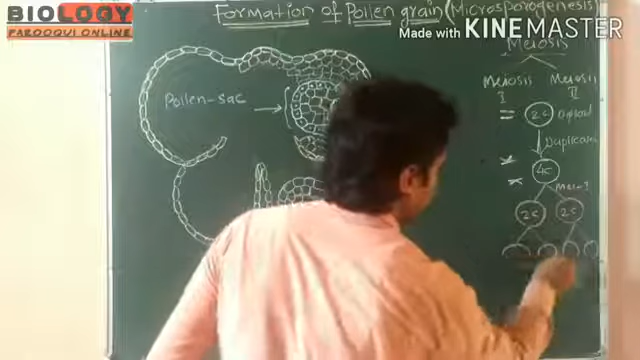 BIOLOGY
FAROOQUI ONLINE
Formation of Pollen grain (Microsporogenesis)
Made with KINEMASTER
Meiosis
Meiosis Meiosis
I II
Pollen-sac
= 2c Diploid
Duplication
4c
Meio-I
2c 2c